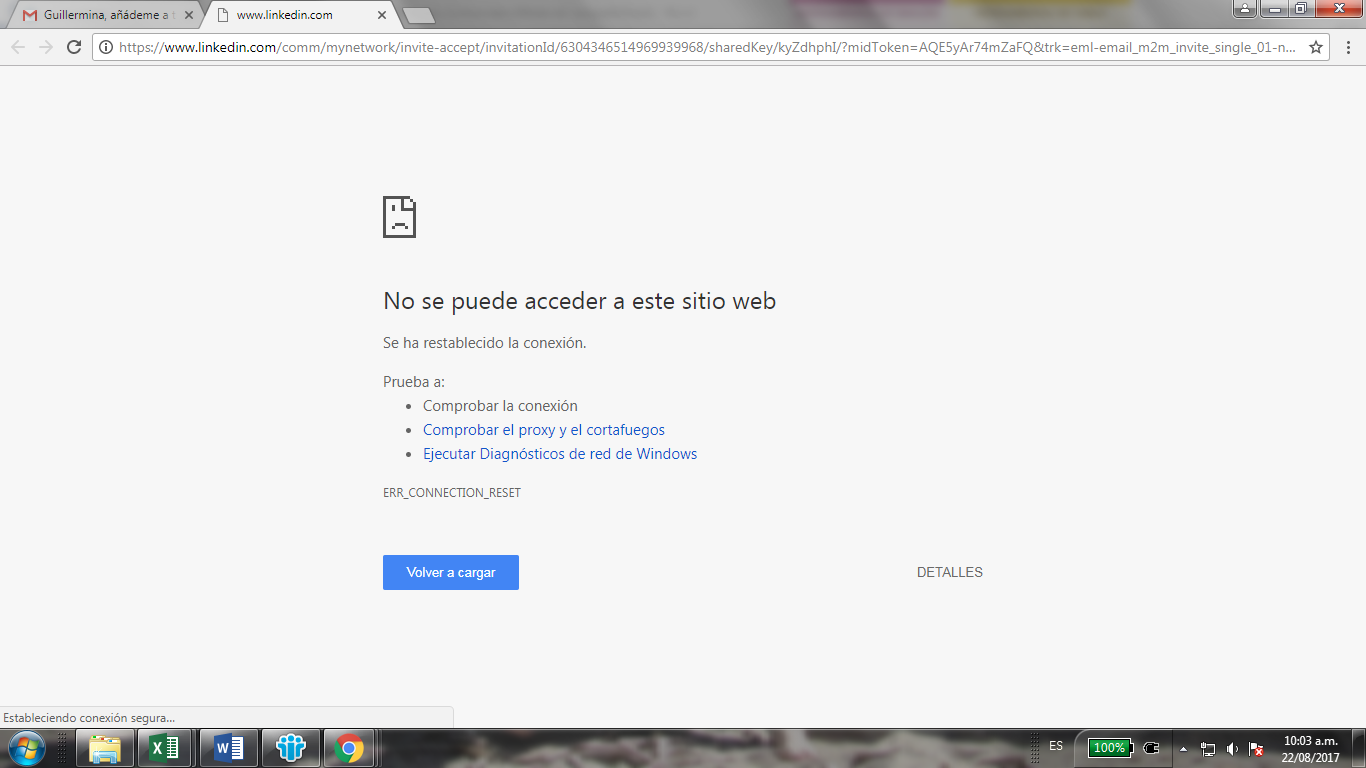 Guillermina, añádeme a t
www.linkedin.com
https://www.linkedin.com/comm/mynetwork/invite-accept/invitationId/6304346514969939968/sharedKey/kyZdhphI/?midToken=AQE5yAr74mZaFQ&trk=eml-email_m2m_invite_single_01-n...
No se puede acceder a este sitio web
Se ha restablecido la conexión.
Prueba a:
• Comprobar la conexión
• Comprobar el proxy y el cortafuegos
• Ejecutar Diagnósticos de red de Windows
ERR_CONNECTION_RESET
Volver a cargar
DETALLES
Estableciendo conexión segura...
ES
100%
10:03 a.m.
22/08/2017